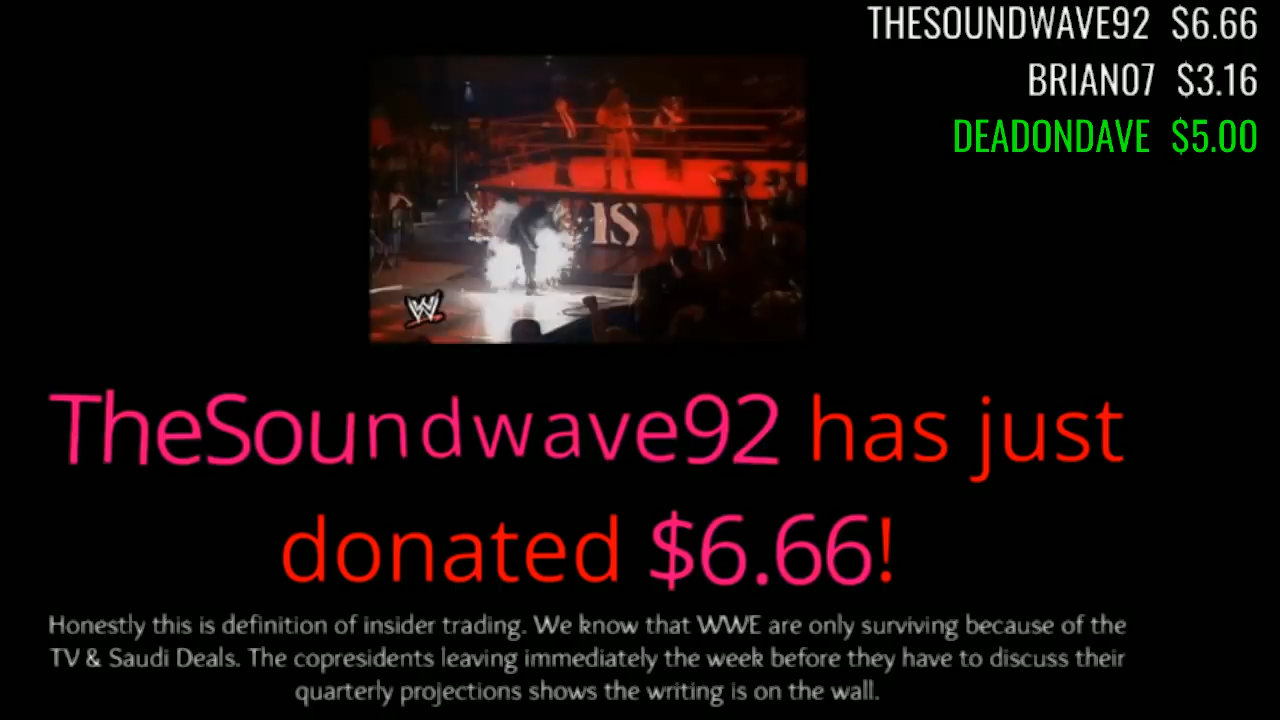 THESOUNDWAVE92 $6.66
BRIAN07 $3.16
DEADONDAVE $5.00
IS
W
TheSoundwave92 has just
donated $6.66!
Honestly this is definition of insider trading. We know that WWE are only surviving because of the
TV & Saudi Deals. The copresidents leaving immediately the week before they have to discuss their
quarterly projections shows the writing is on the wall.